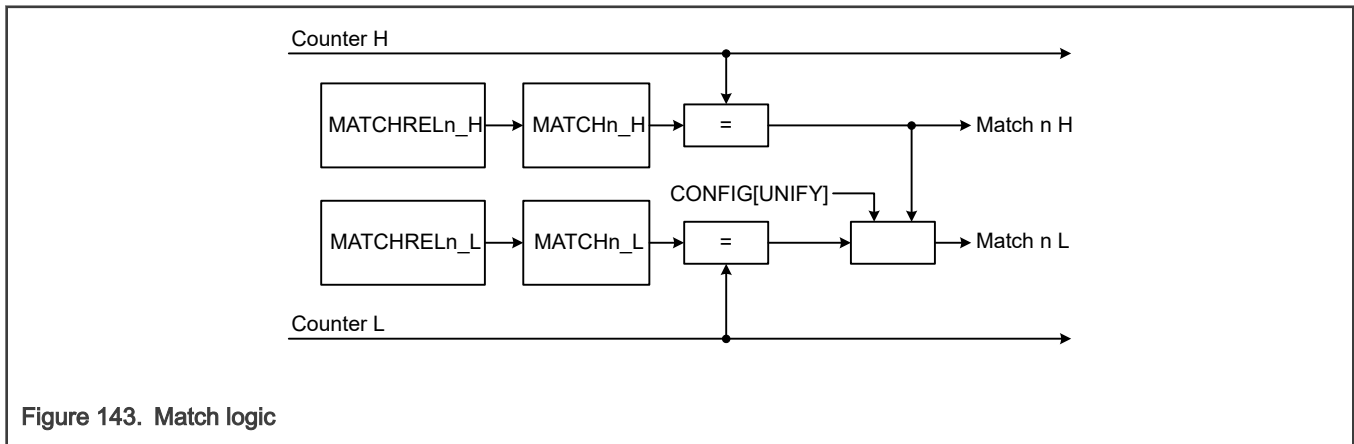 Counter H
MATCHRELn_H
MATCHn_H
=
Match n H
CONFIG[UNIFY]
MATCHRELn_L
MATCHn_L
=
Match n L
Counter L
Figure 143. Match logic